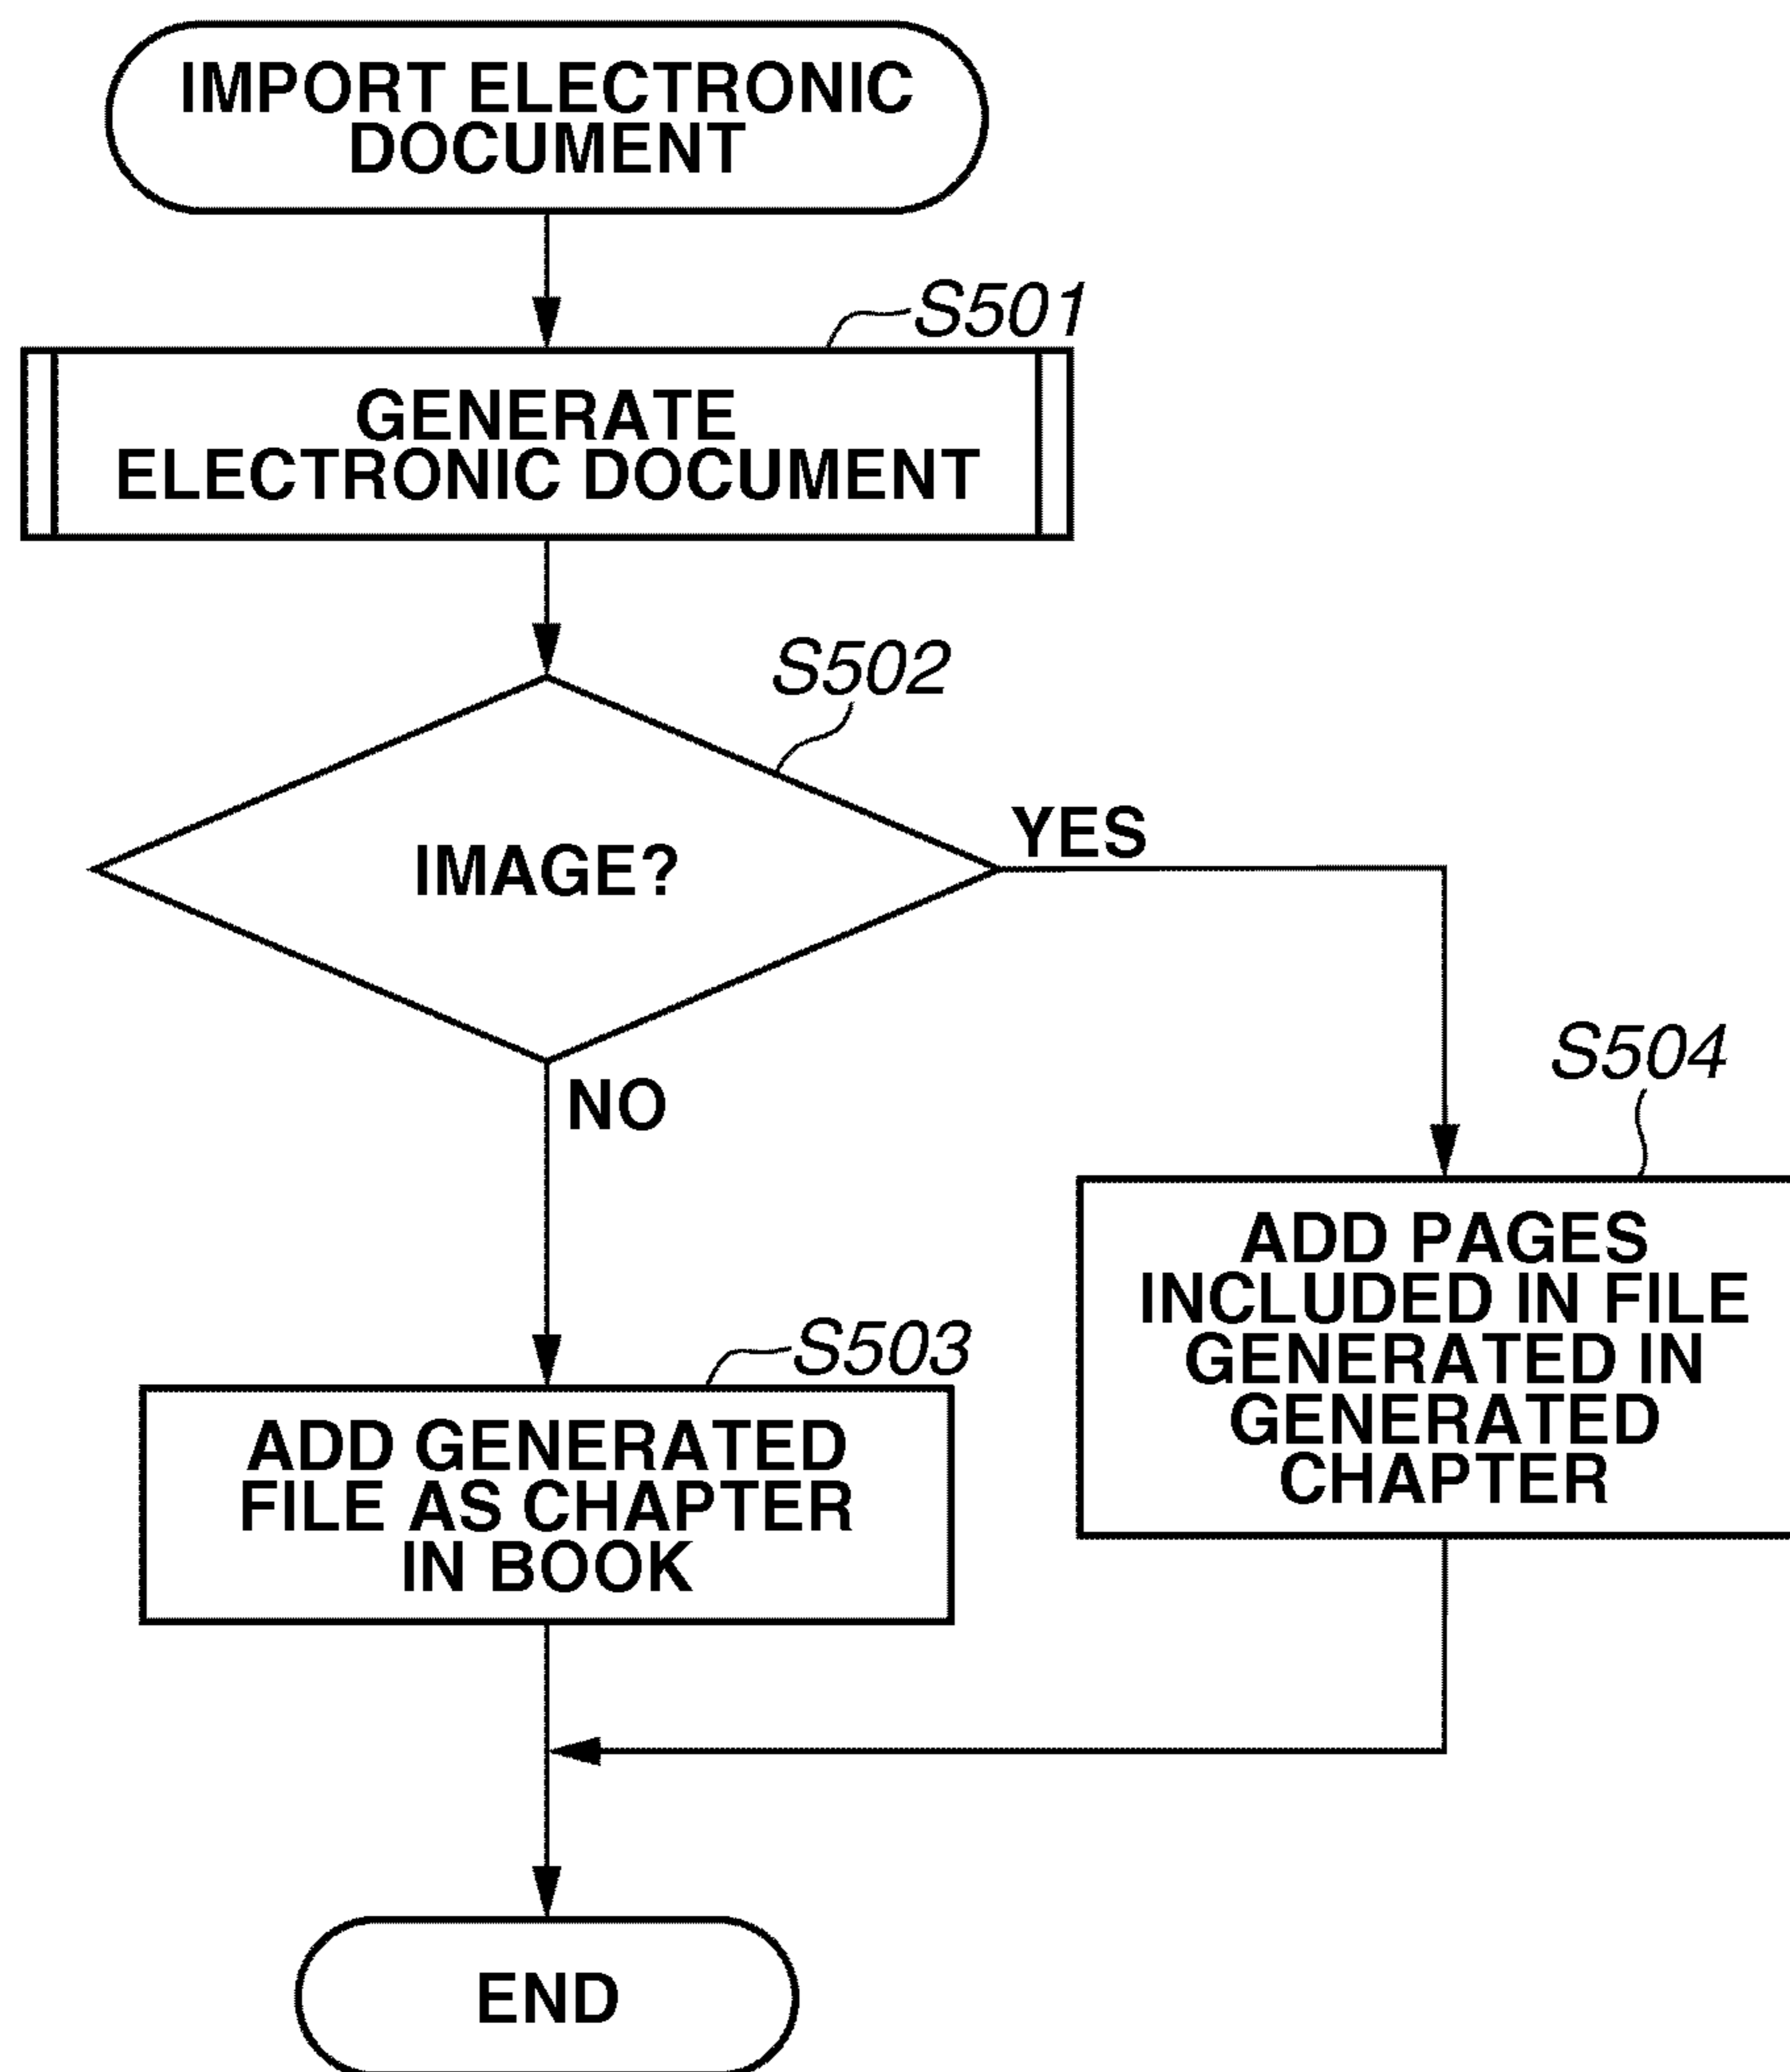 IMPORT ELECTRONIC
DOCUMENT
S501
GENERATE
ELECTRONIC DOCUMENT
S502
IMAGE?
YES
NO
S504
ADD PAGES
INCLUDED IN FILE
GENERATED IN
GENERATED
CHAPTER
S503
ADD GENERATED
FILE AS CHAPTER
IN BOOK
END